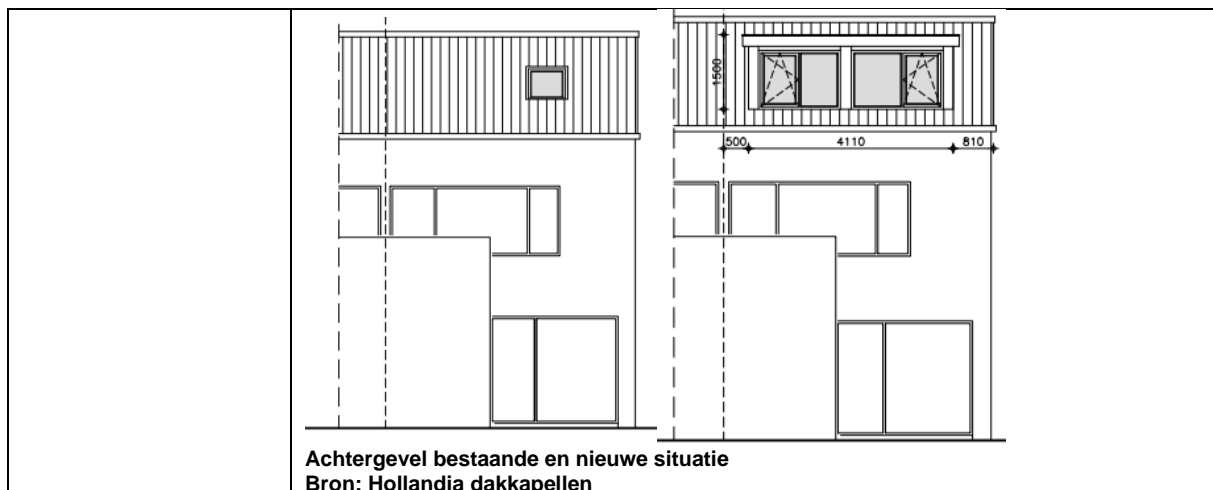 1500
500 4110 810
Achtergevel bestaande en nieuwe situatie
Bron: Hollandia dakkapellen